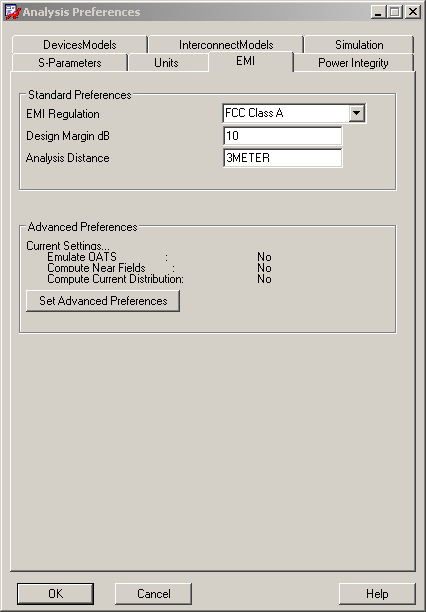 Analysis Preferences
DevicesModels InterconnectModels Simulation
S-Parameters Units EMI Power Integrity
Standard Preferences
EMI Regulation FCC Class A
Design Margin dB 10
Analysis Distance 3METER
Advanced Preferences
Current Settings...
Emulate OATS : No
Compute Near Fields : No
Compute Current Distribution: No
Set Advanced Preferences
OK Cancel Help